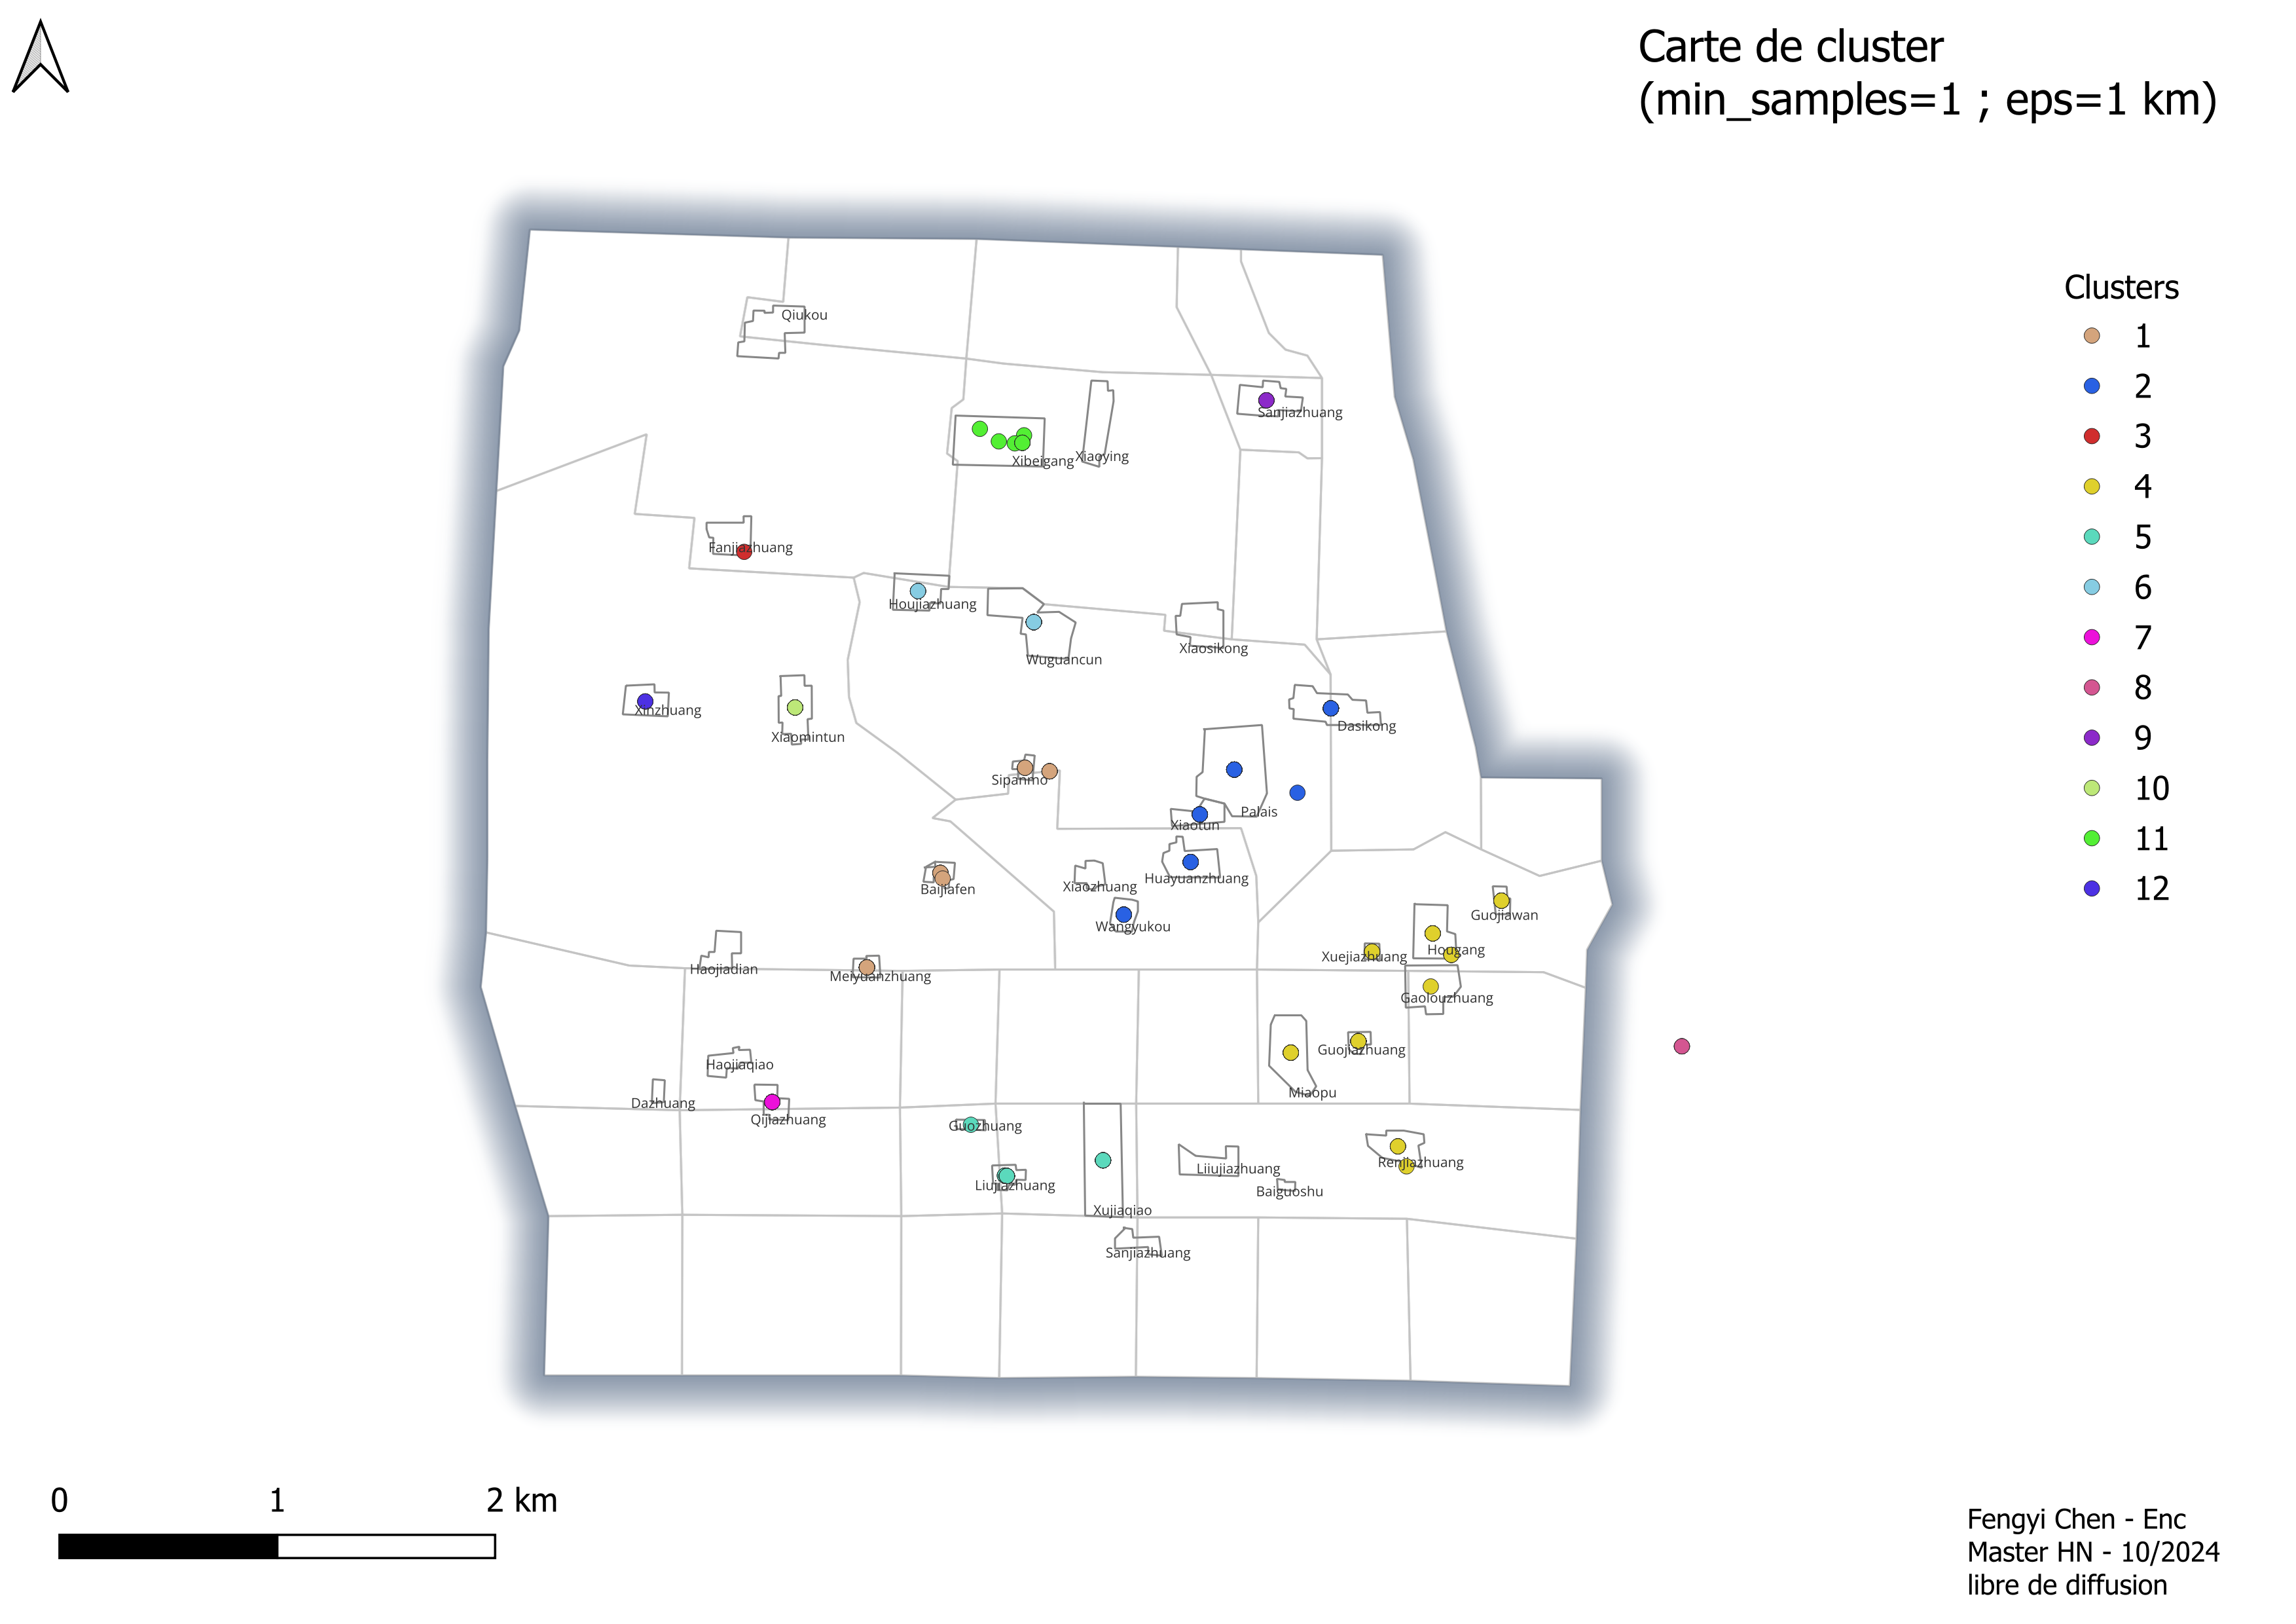 Carte de cluster
(min_samples=1 ; eps=1 km)
Clusters
1
2
3
4
5
6
7
8
9
10
11
12
Qiukou
Sanjiazhuang
Xibeigang
Xiaoying
Fanjiazhuang
Houjiazhuang
Wuguancun
Xiaosikong
Xinzhuang
Xiaomintun
Dasikong
Sipanmo
Palais
Xiaotun
Baijiafen
Xiaozhuang
Huayuanzhuang
Wangyukou
Guojiawan
Hougang
Xuejiazhuang
Haojiadian
Meiyuanzhuang
Gaolouzhuang
Guojiazhuang
Haojiaqiao
Miaopu
Dazhuang
Qijiazhuang
Guozhuang
Liujiazhuang
Liiujiazhuang
Renjiazhuang
Baiguoshu
Xujiaqiao
Sanjiazhuang
0 1 2 km
Fengyi Chen - Enc
Master HN - 10/2024
libre de diffusion